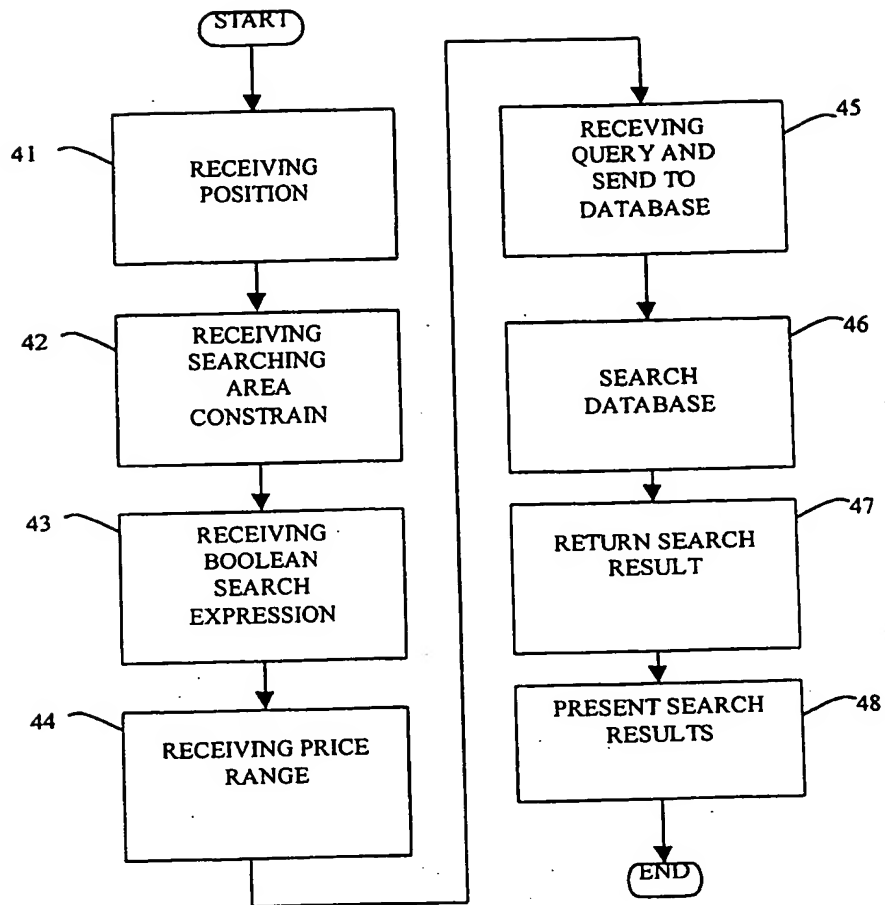 START
41
RECEIVING
POSITION
42
RECEIVING
SEARCHING
AREA
CONSTRAIN
43
RECEIVING
BOOLEAN
SEARCH
EXPRESSION
44
RECEIVING PRICE
RANGE
45
RECEVING
QUERY AND
SEND TO
DATABASE
46
SEARCH
DATABASE
47
RETURN SEARCH
RESULT
48
PRESENT SEARCH
RESULTS
END